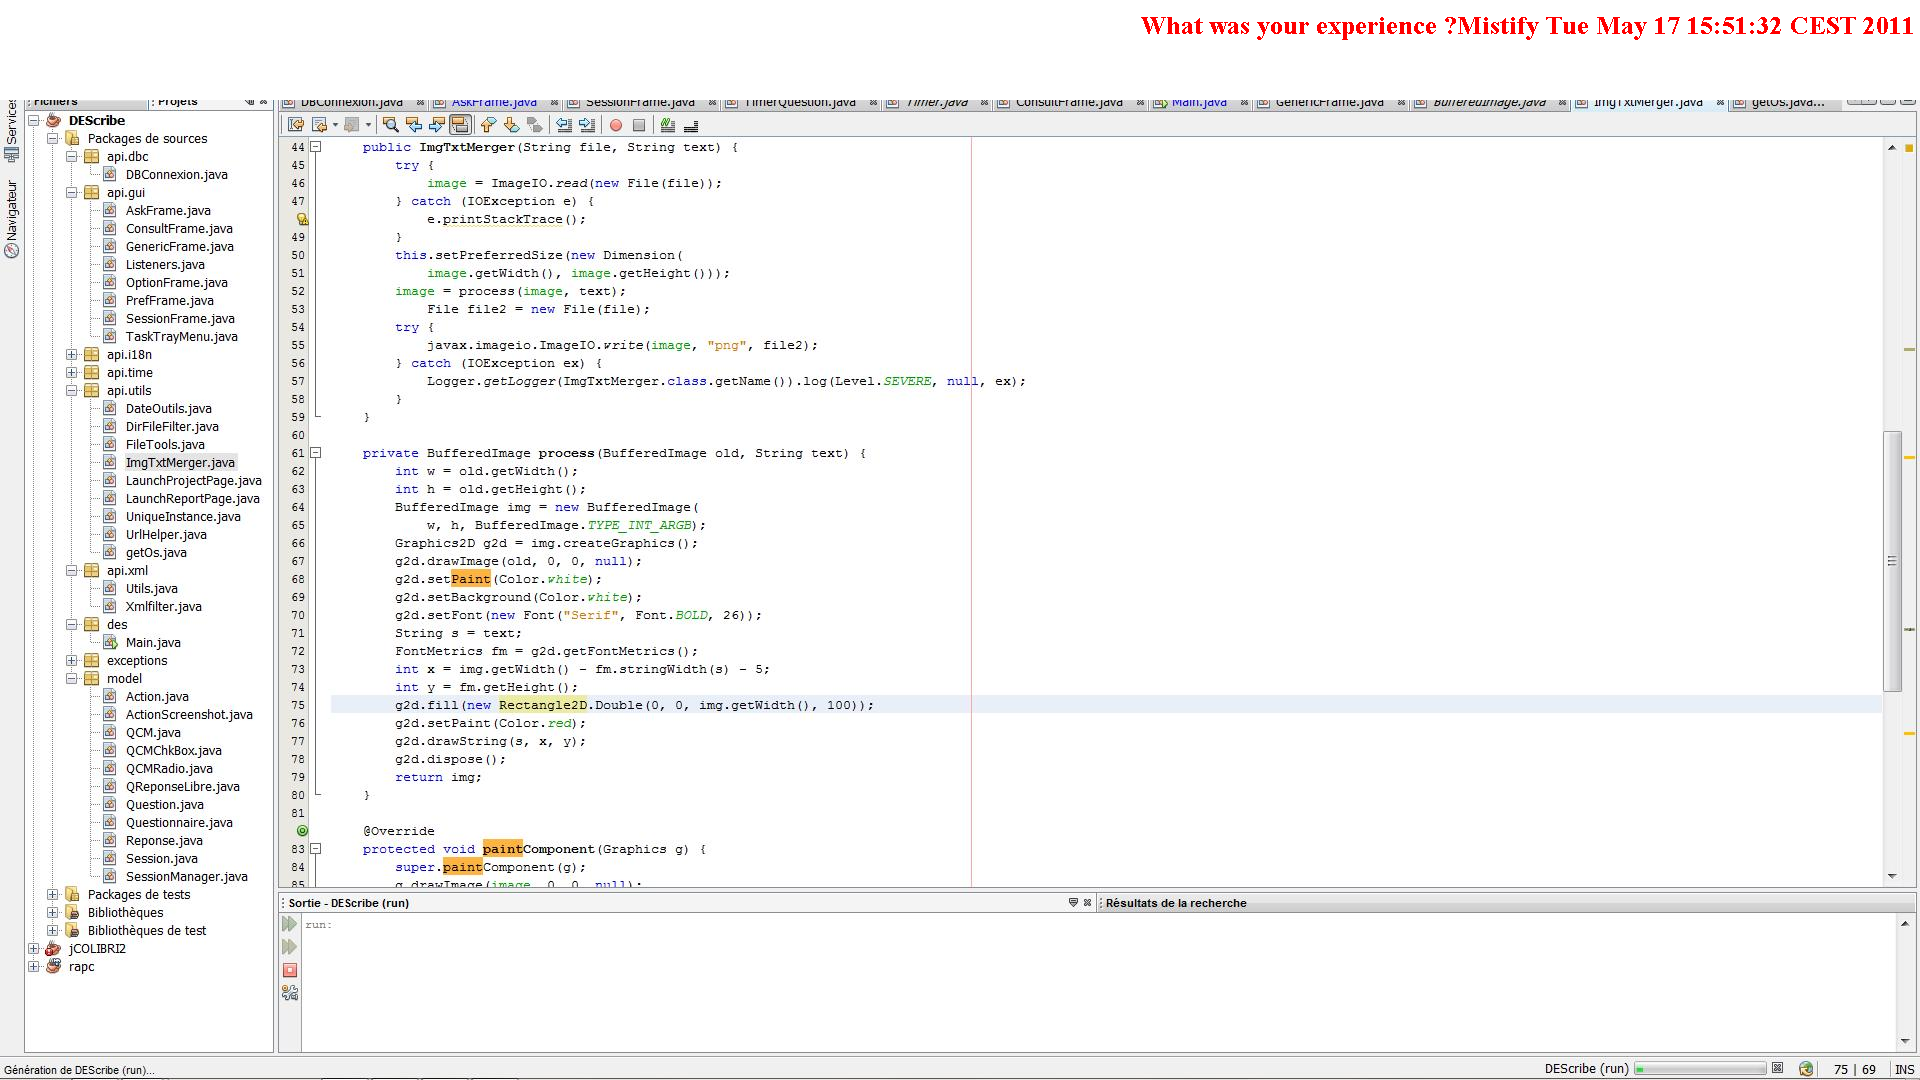 What was your experience ?Mistify Tue May 17 15:51:32 CEST 2011
Fichiers : Projets
DBConnexion.java AskFrame.java SessionFrame.java TimerQuestion.java Timer.java ConsultFrame.java Main.java GenericFrame.java BufferedImage.java ImgTxtMerger.java getOs.java...
Services
Navigateur
DEScribe
Packages de sources
api.dbc
DBConnexion.java
api.gui
AskFrame.java
ConsultFrame.java
GenericFrame.java
Listeners.java
OptionFrame.java
PrefFrame.java
SessionFrame.java
TaskTrayMenu.java
api.i18n
api.time
api.utils
DateOutils.java
DirFileFilter.java
FileTools.java
ImgTxtMerger.java
LaunchProjectPage.java
LaunchReportPage.java
UniqueInstance.java
UrlHelper.java
getOs.java
api.xml
Utils.java
Xmlfilter.java
des
Main.java
exceptions
model
Action.java
ActionScreenshot.java
QCM.java
QCMChkBox.java
QCMRadio.java
QReponseLibre.java
Question.java
Questionnaire.java
Reponse.java
Session.java
SessionManager.java
Packages de tests
Bibliothèques
Bibliothèques de test
jCOLIBRI2
rapc
44 public ImgTxtMerger(String file, String text) {
45 try {
46 image = ImageIO.read(new File(file));
47 } catch (IOException e) {
e.printStackTrace();
49 }
50 this.setPreferredSize(new Dimension(
51 image.getWidth(), image.getHeight()));
52 image = process(image, text);
53 File file2 = new File(file);
54 try {
55 javax.imageio.ImageIO.write(image, "png", file2);
56 } catch (IOException ex) {
57 Logger.getLogger(ImgTxtMerger.class.getName()).log(Level.SEVERE, null, ex);
58 }
59 }
60
61 private BufferedImage process(BufferedImage old, String text) {
62 int w = old.getWidth();
63 int h = old.getHeight();
64 BufferedImage img = new BufferedImage(
65 w, h, BufferedImage.TYPE_INT_ARGB);
66 Graphics2D g2d = img.createGraphics();
67 g2d.drawImage(old, 0, 0, null);
68 g2d.setPaint(Color.white);
69 g2d.setBackground(Color.white);
70 g2d.setFont(new Font("Serif", Font.BOLD, 26));
71 String s = text;
72 FontMetrics fm = g2d.getFontMetrics();
73 int x = img.getWidth() - fm.stringWidth(s) - 5;
74 int y = fm.getHeight();
75 g2d.fill(new Rectangle2D.Double(0, 0, img.getWidth(), 100));
76 g2d.setPaint(Color.red);
77 g2d.drawString(s, x, y);
78 g2d.dispose();
79 return img;
80 }
81
@Override
83 protected void paintComponent(Graphics g) {
84 super.paintComponent(g);
85 g.drawImage(image, 0, 0, null);
Sortie - DEScribe (run)
Résultats de la recherche
run:
Génération de DEScribe (run)...
DEScribe (run)
75 | 69 INS